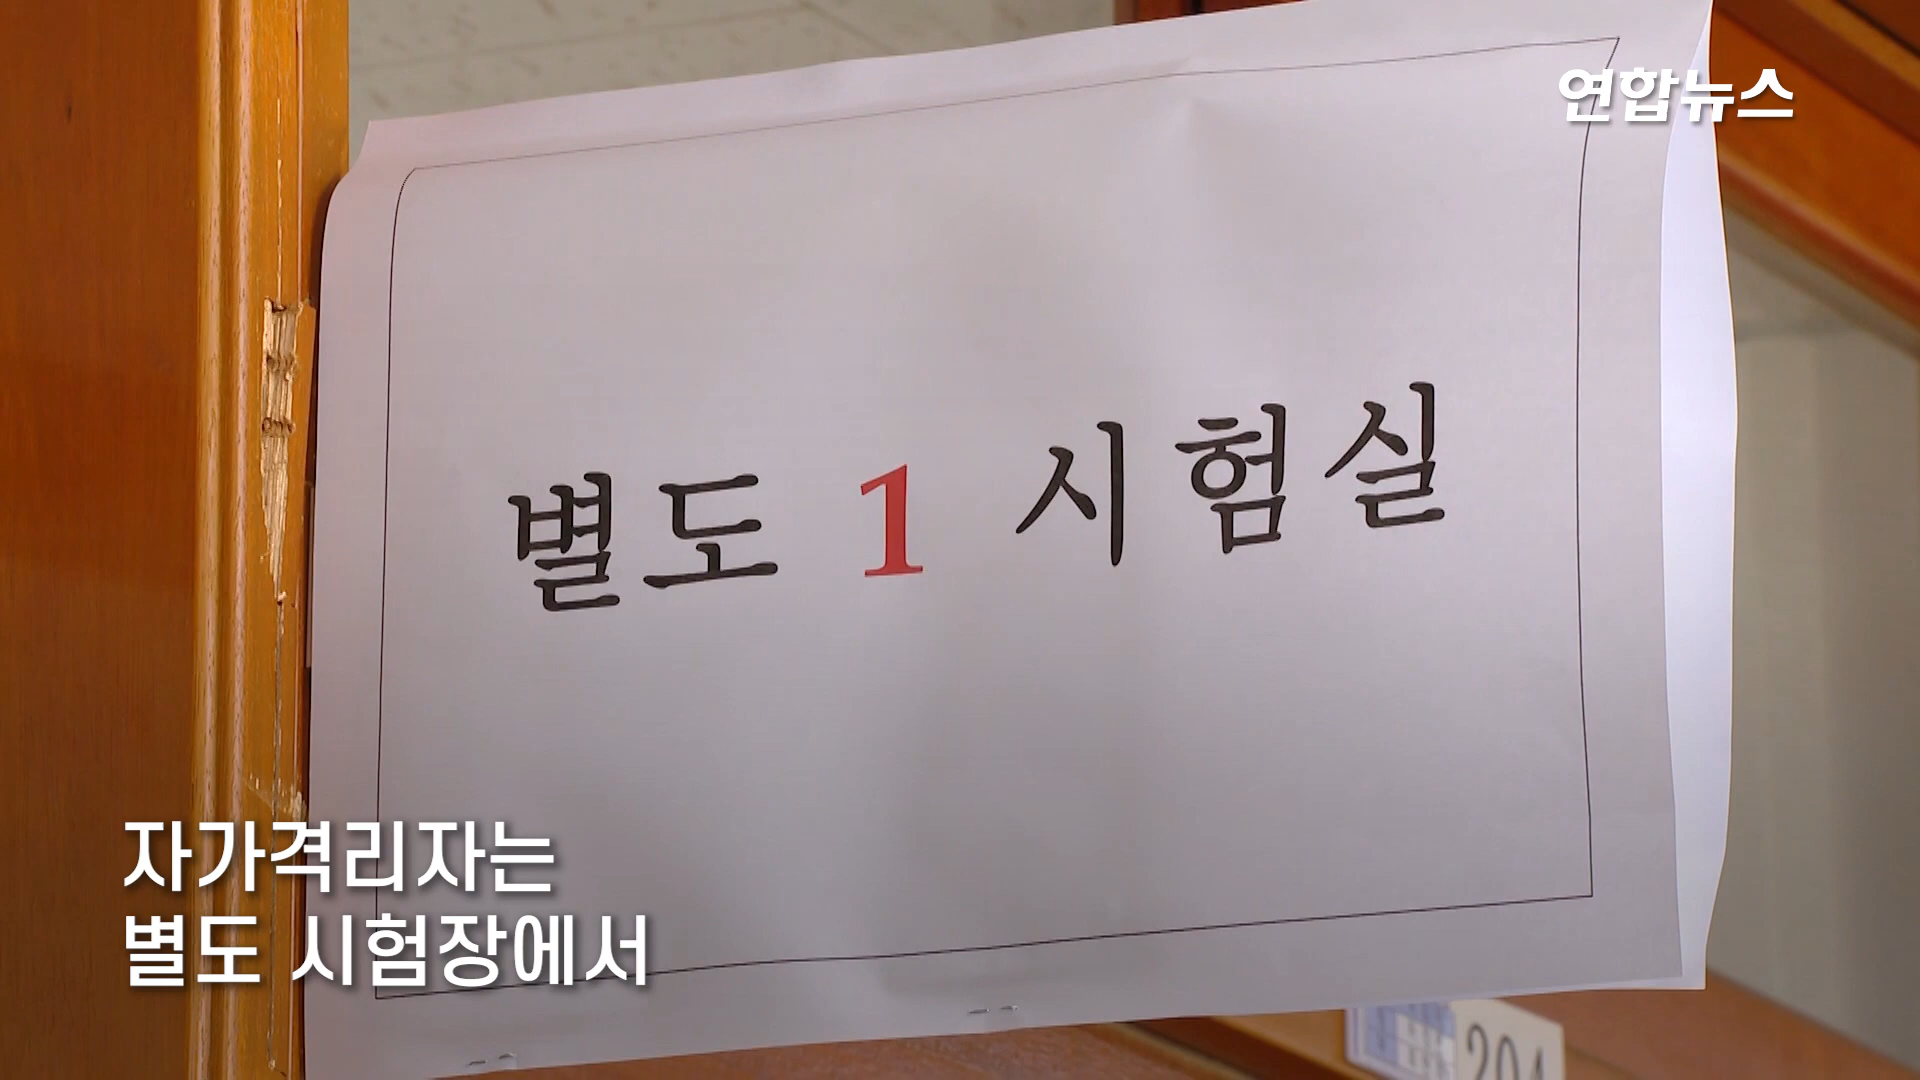 연합뉴스
별도 1 시험실
자가격리자는
별도 시험장에서
204